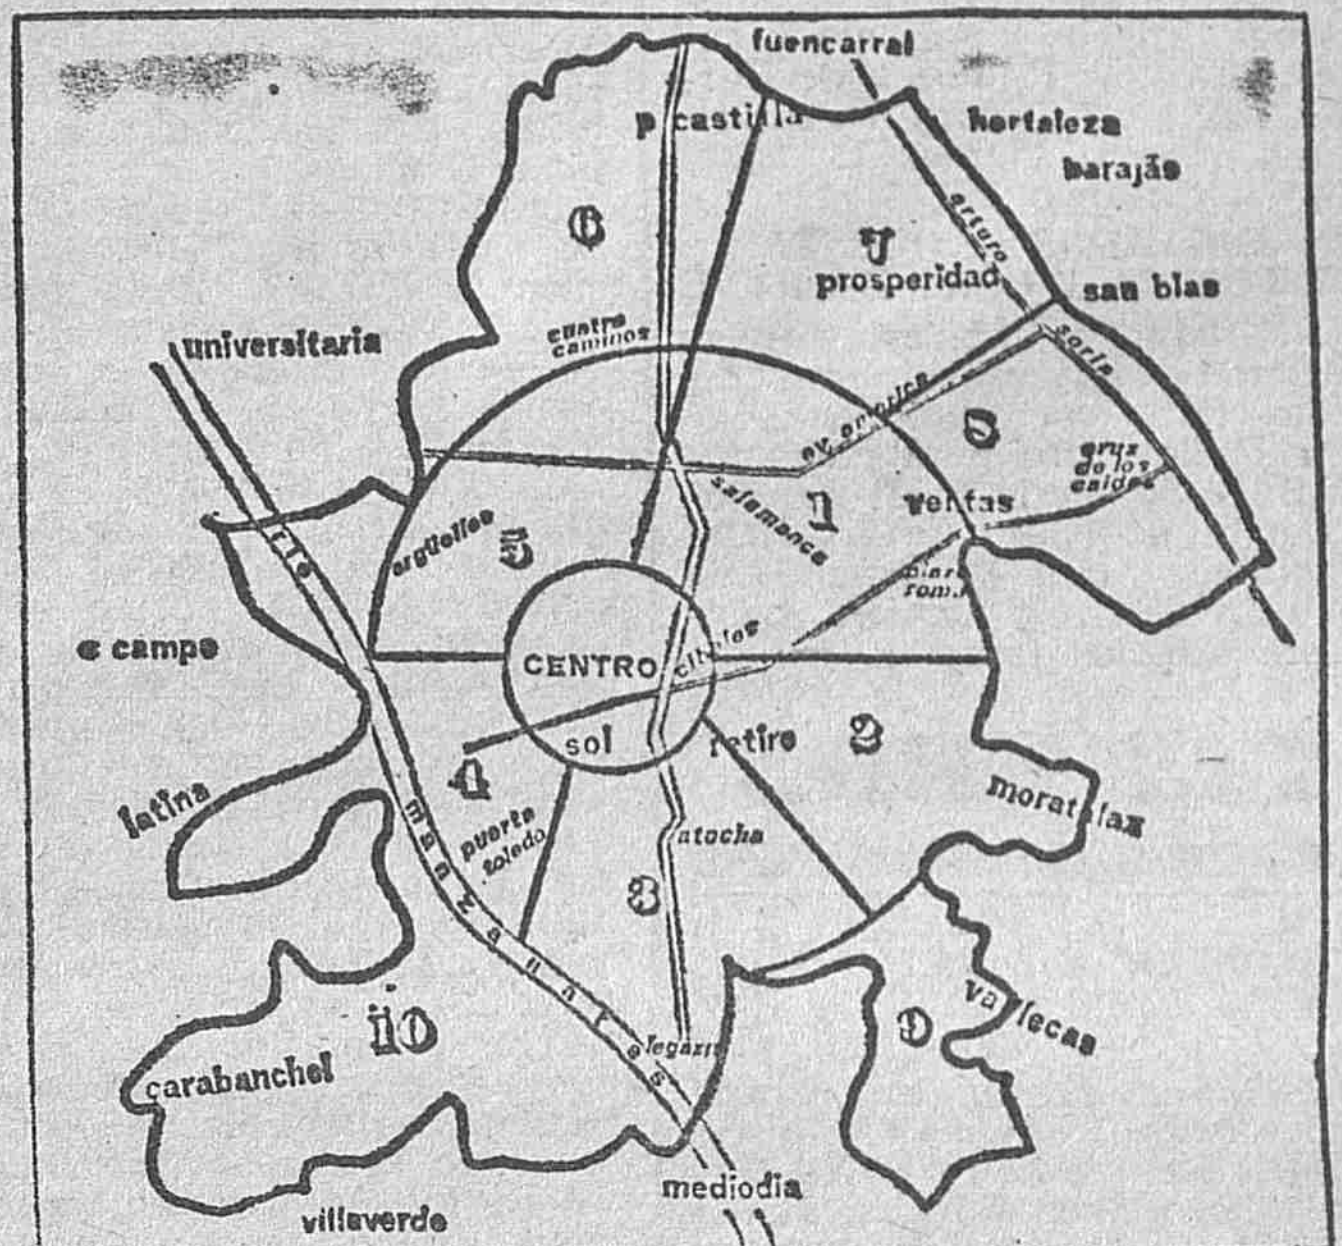 fuencarral
p castilla
hortaleza
barajas
6
7
arturo
prosperidad
san blas
cuatro
caminos
universitaria
soria
av. america
8
cruz
de los
caidos
salamanca
1
ventas
argüelles
5
rio
roma
e campo
CENTRO
cibeles
sol
retiro
2
4
latina
moratalaz
puerta
toledo
atocha
manzanares
3
10
vallecas
9
legazpi
carabanchel
mediodia
villaverde